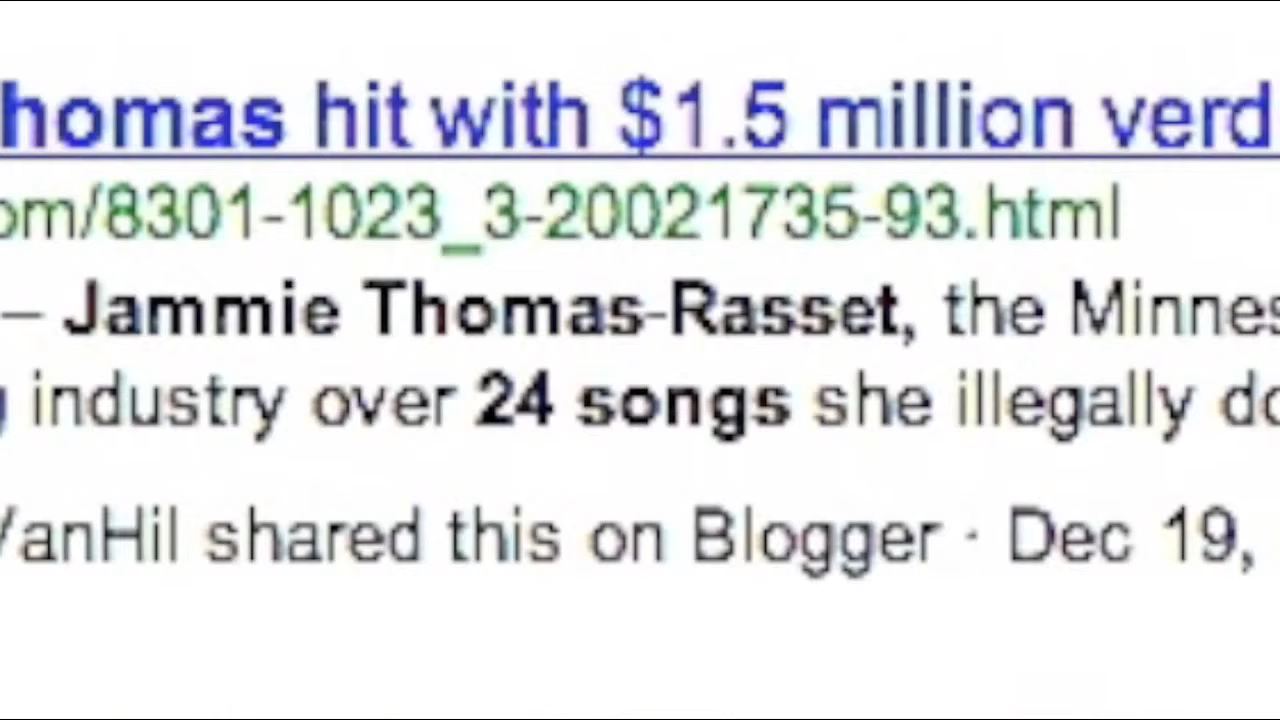 homas hit with $1.5 million verd
om/8301-1023_3-20021735-93.html
– Jammie Thomas-Rasset, the Minnes
industry over 24 songs she illegally do
VanHil shared this on Blogger · Dec 19,